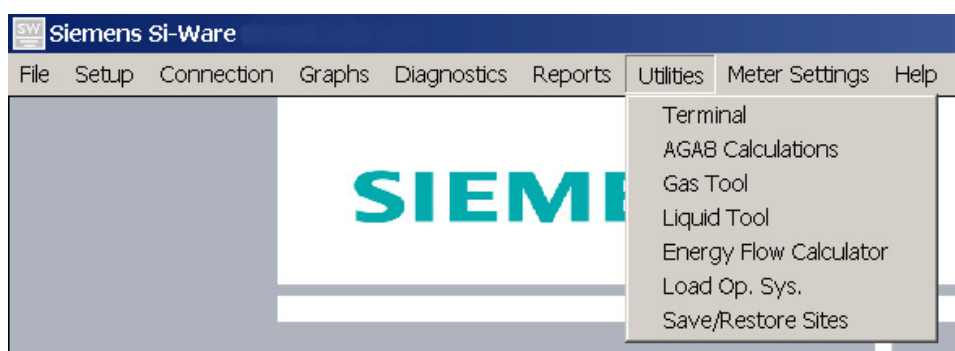 SW Siemens Si-Ware
File Setup Connection Graphs Diagnostics Reports Utilities Meter Settings Help
Terminal
AGA8 Calculations
Gas Tool
SIEME
Liquid Tool
Energy Flow Calculator
Load Op. Sys.
Save/Restore Sites